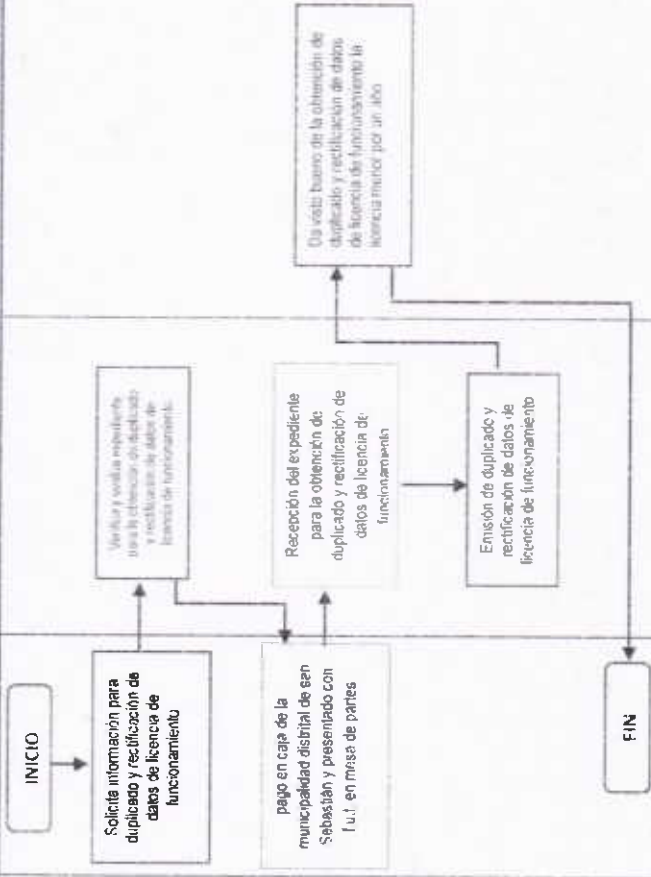 INICIO
Solicita información para
duplicado y rectificación de
datos de licencia de
funcionamiento
Verifica y evalua expediente
para la obtención de duplicado
y rectificación de datos de
licencia de funcionamiento
pago en caja de la
municipalidad distrital de san
Sebastián y presentado con
f.u.t. en mesa de partes
Recepción del expediente
para la obtención de
duplicado y rectificación de
datos de licencia de
funcionamiento
Emisión de duplicado y
rectificación de datos de
licencia de funcionamiento
Da visto bueno de la obtención de
duplicado y rectificación de datos
de licencia de funcionamiento la
licencia menor por un año
FIN